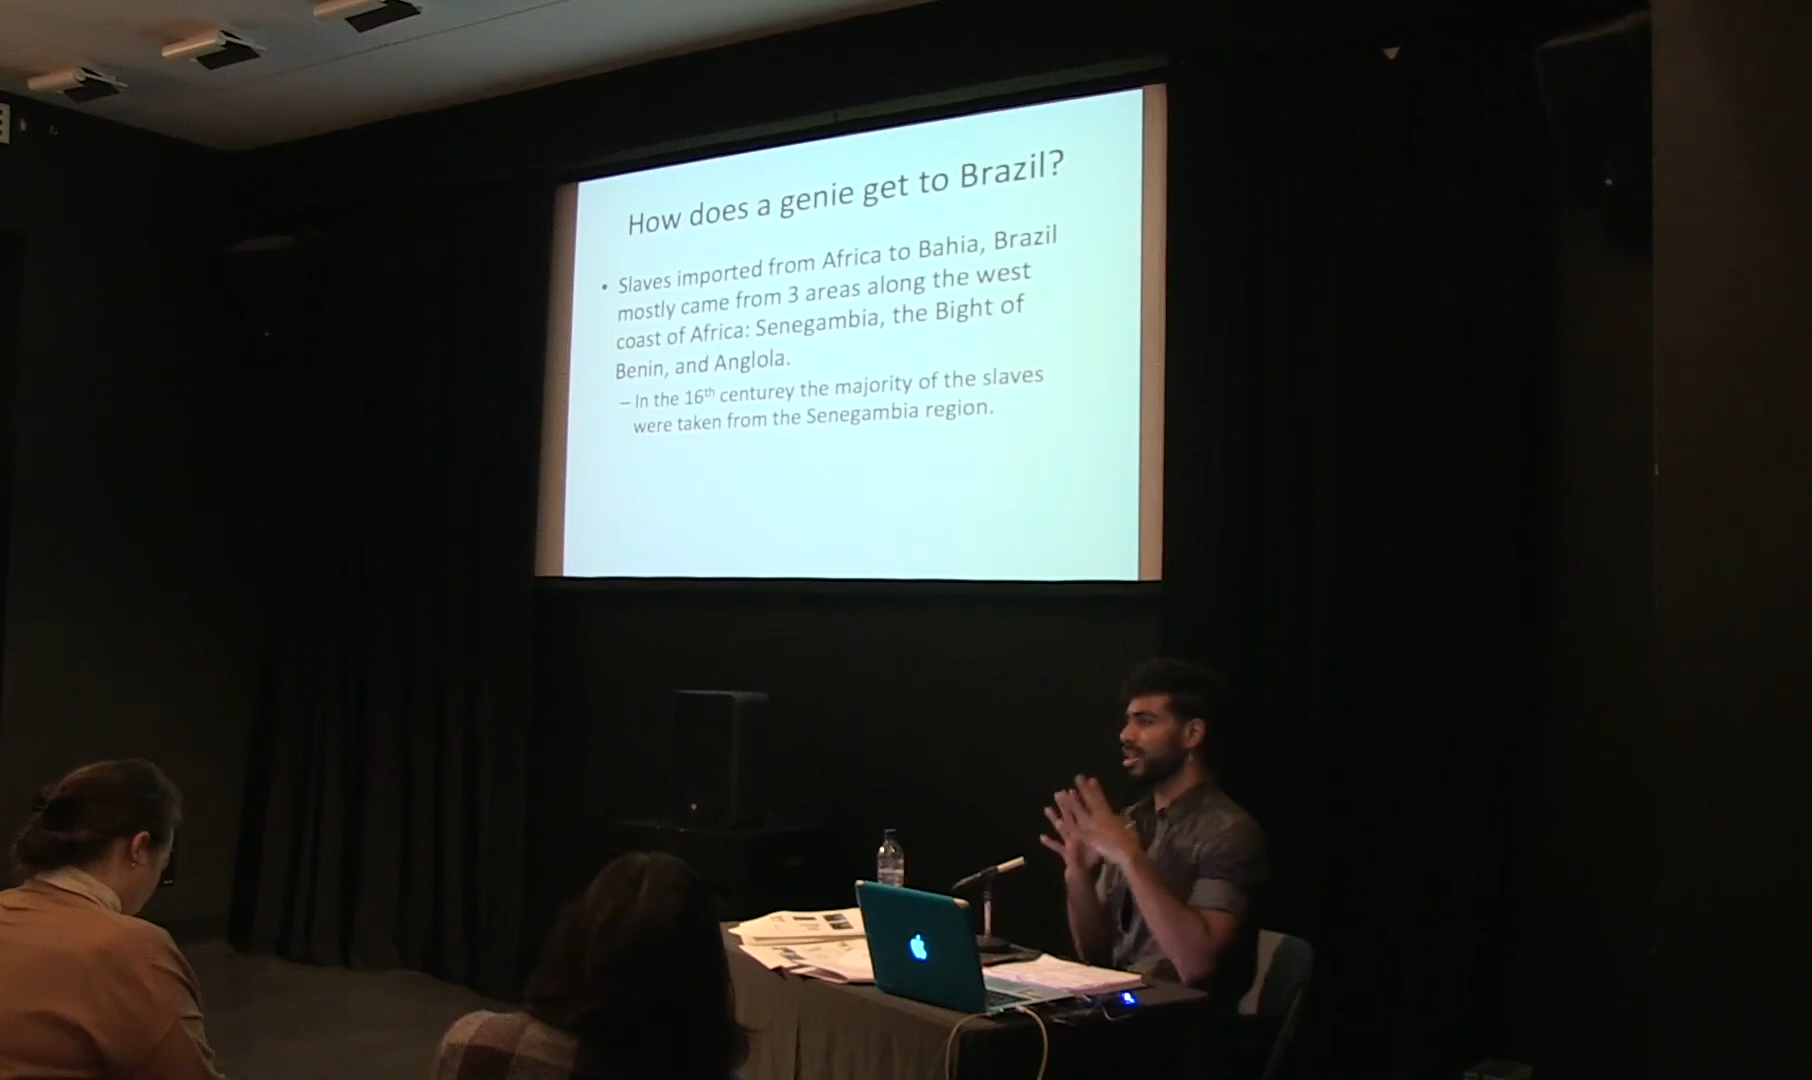 How does a genie get to Brazil?
• Slaves imported from Africa to Bahia, Brazil
mostly came from 3 areas along the west
coast of Africa: Senegambia, the Bight of
Benin, and Anglola.
– In the 16th centurey the majority of the slaves
were taken from the Senegambia region.